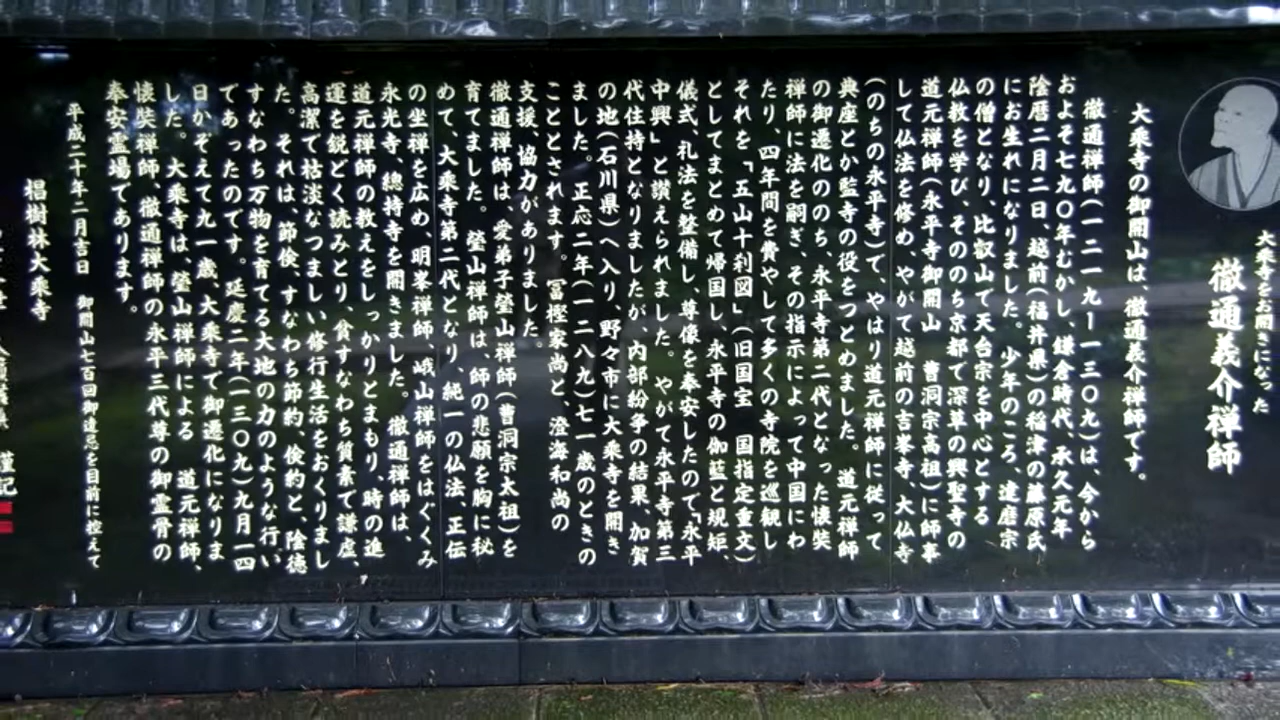 大乗寺をお開きになった
徹通義介禅師
大乗寺の御開山は、徹通義介禅師です。
徹通禅師(一二一九ー一三〇九)は、今から
およそ七九〇年むかし、鎌倉時代、承久元年
陰暦二月二日、越前(福井県)の稲津の藤原氏
にお生れになりました。少年のころ、達磨宗
の僧となり、比叡山で天台宗を中心とする
仏教を学び、そののち京都で深草の興聖寺の
道元禅師(永平寺御開山 曹洞宗高祖)に師事
して仏法を修め、やがて越前の吉峯寺、大仏寺
(のちの永平寺)で、やはり道元禅師に従って
典座とか監寺の役をつとめました。道元禅師
の御遷化ののち、永平寺第二代となった懐奘
禅師に法を嗣ぎ、その指示によって中国にわ
たり、四年間を費やして多くの寺院を巡観し
それを「五山十刹図」(旧国宝 国指定重文)
としてまとめて帰国し、永平寺の伽藍と規矩、
儀式、礼法を整備し、尊像を奉安したので「永平
中興」と讃えられました。やがて永平寺第三
代住持となりましたが、内部紛争の結果、加賀
の地(石川県)へ入り、野々市に大乗寺を開き
ました。正応二年(一二八九)七一歳のときの
こととされます。冨樫家尚と、澄海和尚の
支援、協力がありました。
徹通禅師は、愛弟子瑩山禅師(曹洞宗太祖)を
育てました。瑩山禅師は、師の悲願を胸に秘
めて、大乗寺第二代となり、純一の仏法、正伝
の坐禅を広め、明峯禅師、峨山禅師をはぐくみ
永光寺、總持寺を開きました。徹通禅師は、
道元禅師の教えをしっかりとまもり、時の進
運を鋭どく読みとり、貧すなわち質素で謙虚、
高潔で枯淡なつましい修行生活をおくりまし
た。それは、節倹、すなわち節約、倹約と、陰徳
すなわち万物を育てる大地の力のような行い
であったのです。延慶二年(一三〇九)九月一四
日かぞえて九一歳、大乗寺で御遷化になりま
した。大乗寺は、瑩山禅師による 道元禅師、
懐奘禅師、徹通禅師の永平三代尊の御霊骨の
奉安霊場であります。
平成二十年二月吉日 御開山七百回御遠忌を目前に控えて
椙樹林大乗寺
謹記